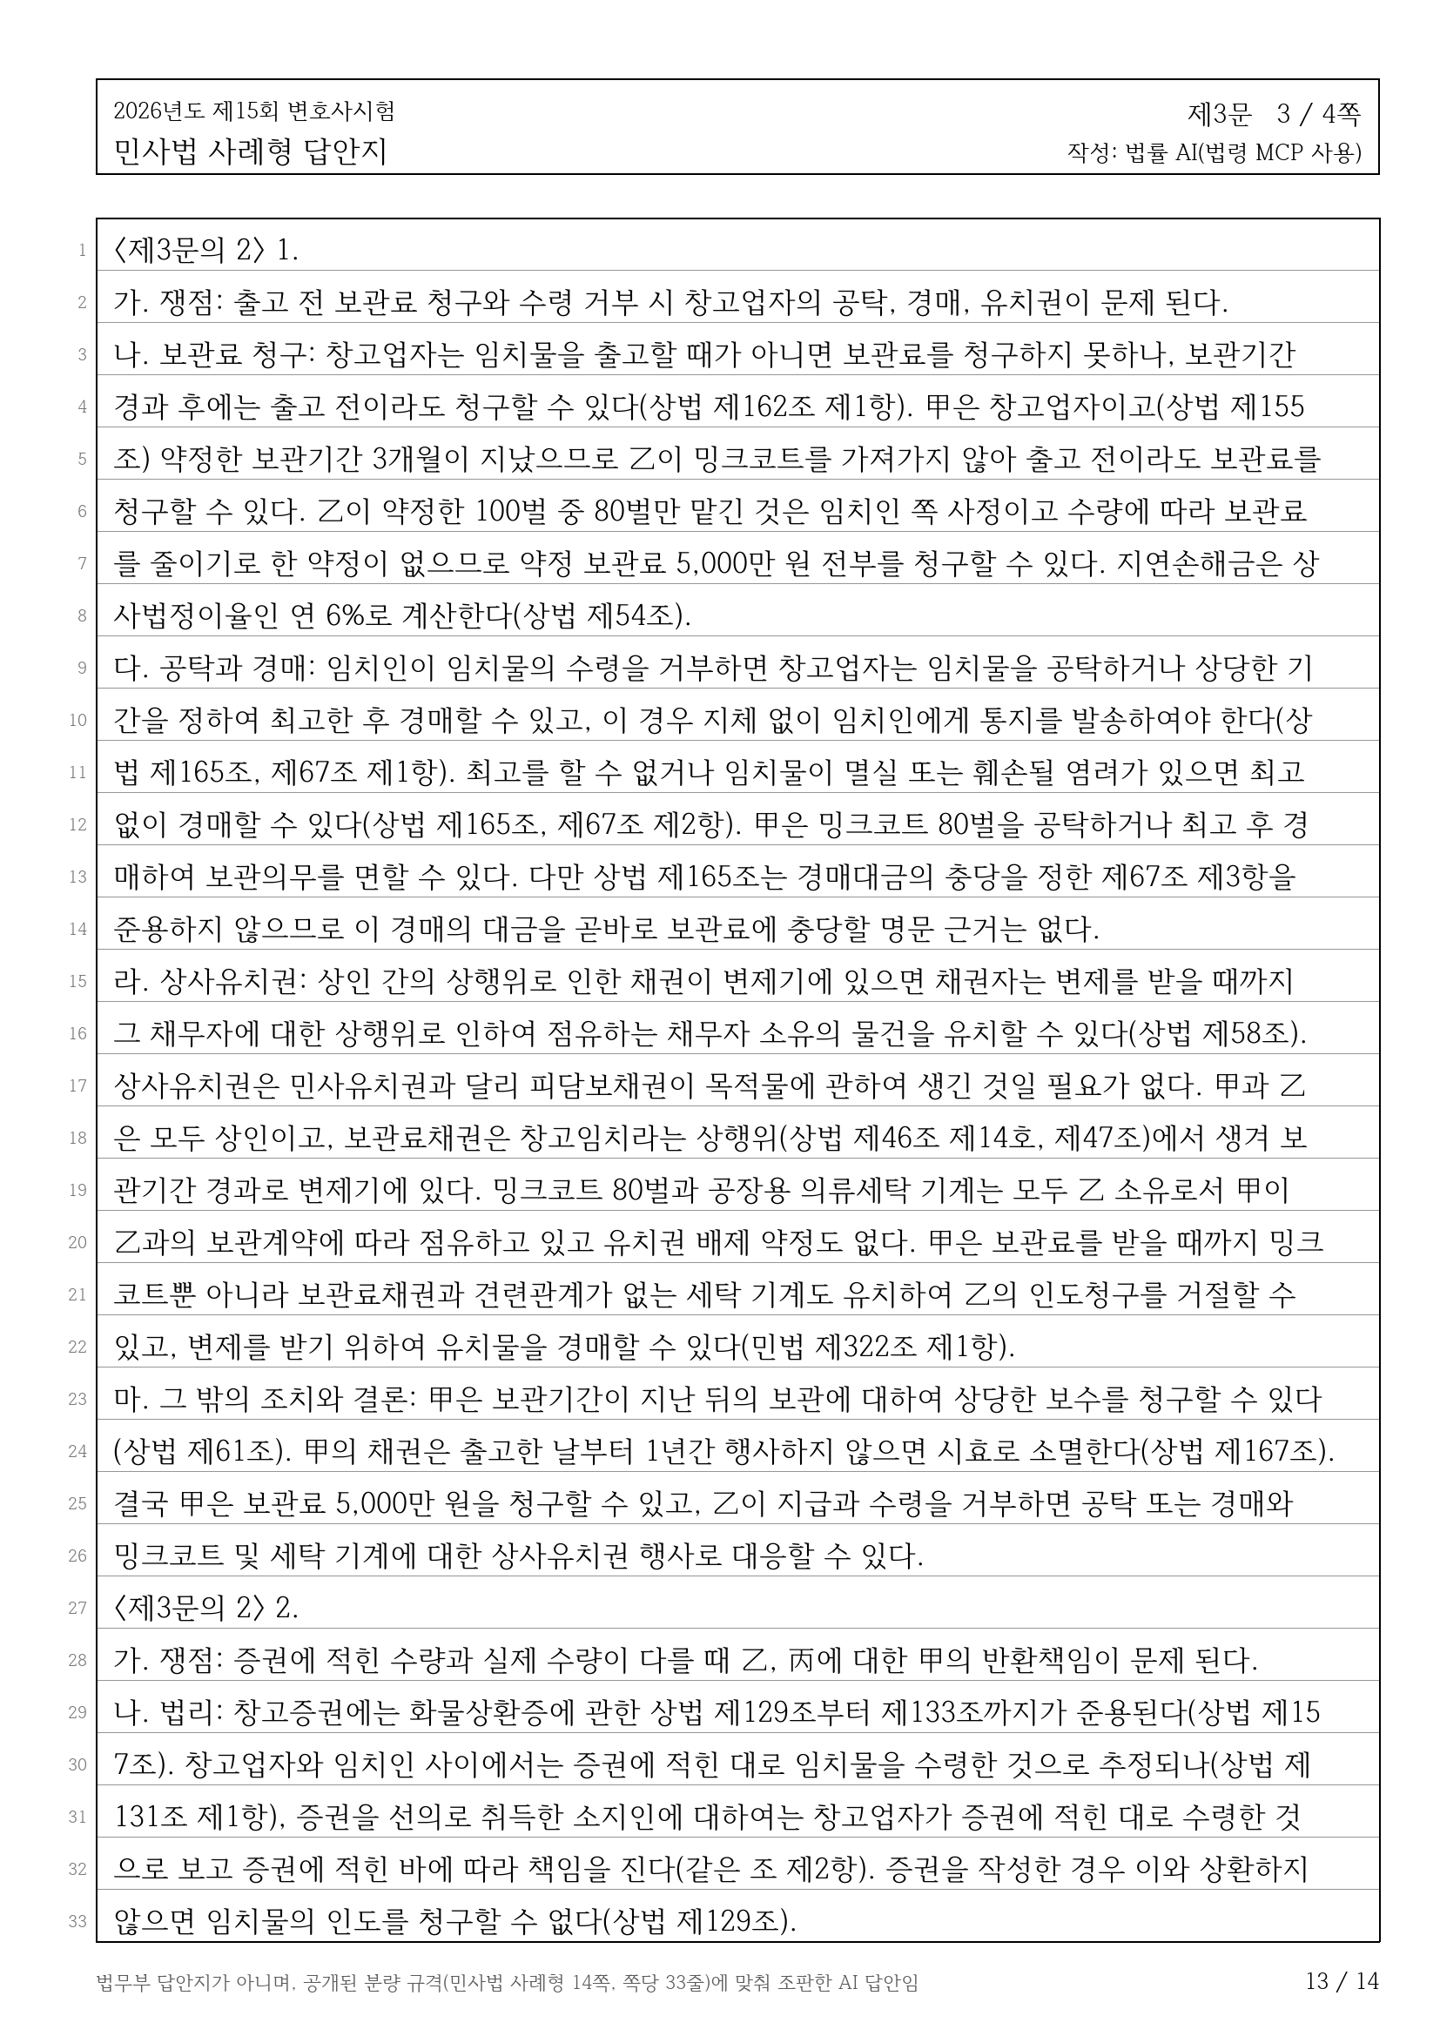 2026년도 제15회 변호사시험
민사법 사례형 답안지
제3문 3 / 4쪽
작성: 법률 AI(법령 MCP 사용)
1 〈제3문의 2〉 1.
2 가. 쟁점: 출고 전 보관료 청구와 수령 거부 시 창고업자의 공탁, 경매, 유치권이 문제 된다.
3 나. 보관료 청구: 창고업자는 임치물을 출고할 때가 아니면 보관료를 청구하지 못하나, 보관기간
4 경과 후에는 출고 전이라도 청구할 수 있다(상법 제162조 제1항). 甲은 창고업자이고(상법 제155
5 조) 약정한 보관기간 3개월이 지났으므로 乙이 밍크코트를 가져가지 않아 출고 전이라도 보관료를
6 청구할 수 있다. 乙이 약정한 100벌 중 80벌만 맡긴 것은 임치인 쪽 사정이고 수량에 따라 보관료
7 를 줄이기로 한 약정이 없으므로 약정 보관료 5,000만 원 전부를 청구할 수 있다. 지연손해금은 상
8 사법정이율인 연 6%로 계산한다(상법 제54조).
9 다. 공탁과 경매: 임치인이 임치물의 수령을 거부하면 창고업자는 임치물을 공탁하거나 상당한 기
10 간을 정하여 최고한 후 경매할 수 있고, 이 경우 지체 없이 임치인에게 통지를 발송하여야 한다(상
11 법 제165조, 제67조 제1항). 최고를 할 수 없거나 임치물이 멸실 또는 훼손될 염려가 있으면 최고
12 없이 경매할 수 있다(상법 제165조, 제67조 제2항). 甲은 밍크코트 80벌을 공탁하거나 최고 후 경
13 매하여 보관의무를 면할 수 있다. 다만 상법 제165조는 경매대금의 충당을 정한 제67조 제3항을
14 준용하지 않으므로 이 경매의 대금을 곧바로 보관료에 충당할 명문 근거는 없다.
15 라. 상사유치권: 상인 간의 상행위로 인한 채권이 변제기에 있으면 채권자는 변제를 받을 때까지
16 그 채무자에 대한 상행위로 인하여 점유하는 채무자 소유의 물건을 유치할 수 있다(상법 제58조).
17 상사유치권은 민사유치권과 달리 피담보채권이 목적물에 관하여 생긴 것일 필요가 없다. 甲과 乙
18 은 모두 상인이고, 보관료채권은 창고임치라는 상행위(상법 제46조 제14호, 제47조)에서 생겨 보
19 관기간 경과로 변제기에 있다. 밍크코트 80벌과 공장용 의류세탁 기계는 모두 乙 소유로서 甲이
20 乙과의 보관계약에 따라 점유하고 있고 유치권 배제 약정도 없다. 甲은 보관료를 받을 때까지 밍크
21 코트뿐 아니라 보관료채권과 견련관계가 없는 세탁 기계도 유치하여 乙의 인도청구를 거절할 수
22 있고, 변제를 받기 위하여 유치물을 경매할 수 있다(민법 제322조 제1항).
23 마. 그 밖의 조치와 결론: 甲은 보관기간이 지난 뒤의 보관에 대하여 상당한 보수를 청구할 수 있다
24 (상법 제61조). 甲의 채권은 출고한 날부터 1년간 행사하지 않으면 시효로 소멸한다(상법 제167조).
25 결국 甲은 보관료 5,000만 원을 청구할 수 있고, 乙이 지급과 수령을 거부하면 공탁 또는 경매와
26 밍크코트 및 세탁 기계에 대한 상사유치권 행사로 대응할 수 있다.
27 〈제3문의 2〉 2.
28 가. 쟁점: 증권에 적힌 수량과 실제 수량이 다를 때 乙, 丙에 대한 甲의 반환책임이 문제 된다.
29 나. 법리: 창고증권에는 화물상환증에 관한 상법 제129조부터 제133조까지가 준용된다(상법 제15
30 7조). 창고업자와 임치인 사이에서는 증권에 적힌 대로 임치물을 수령한 것으로 추정되나(상법 제
31 131조 제1항), 증권을 선의로 취득한 소지인에 대하여는 창고업자가 증권에 적힌 대로 수령한 것
32 으로 보고 증권에 적힌 바에 따라 책임을 진다(같은 조 제2항). 증권을 작성한 경우 이와 상환하지
33 않으면 임치물의 인도를 청구할 수 없다(상법 제129조).
법무부 답안지가 아니며, 공개된 분량 규격(민사법 사례형 14쪽, 쪽당 33줄)에 맞춰 조판한 AI 답안임
13 / 14